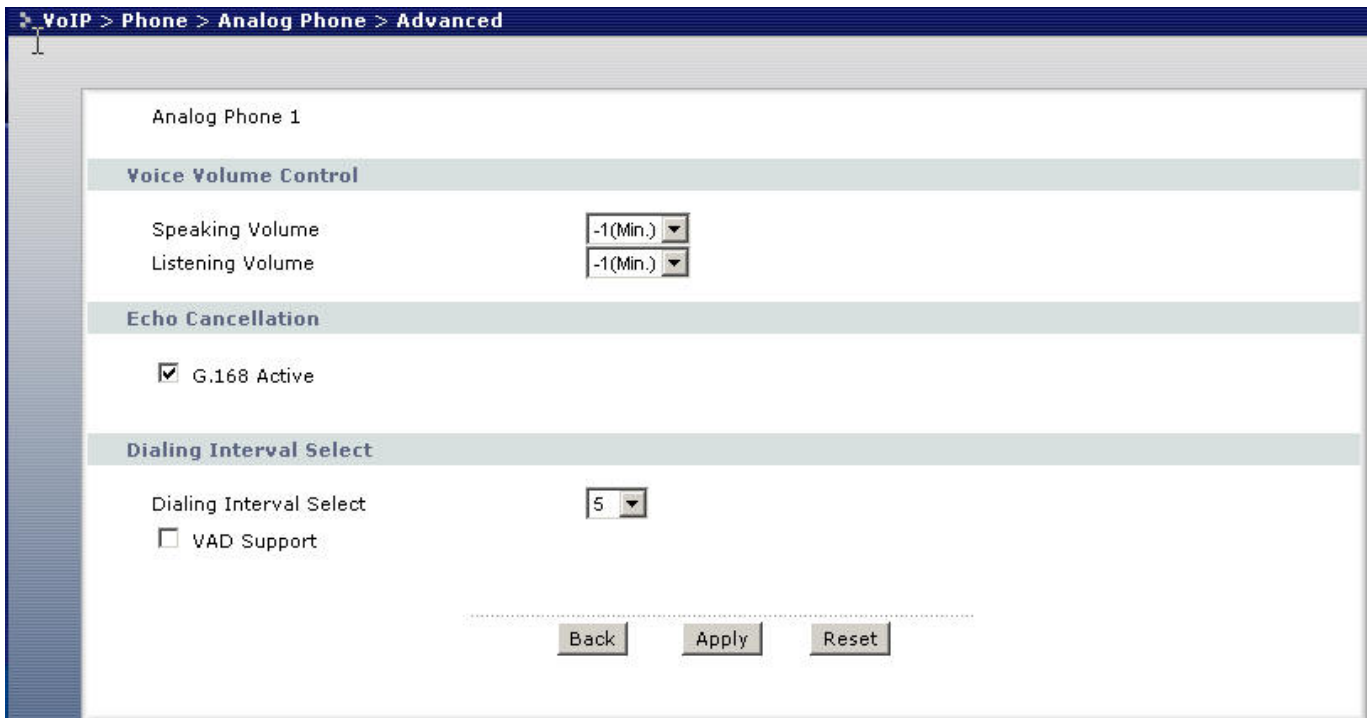 VoIP > Phone > Analog Phone > Advanced
Analog Phone 1
Voice Volume Control
Speaking Volume -1(Min.)
Listening Volume -1(Min.)
Echo Cancellation
G.168 Active
Dialing Interval Select
Dialing Interval Select 5
VAD Support
Back Apply Reset